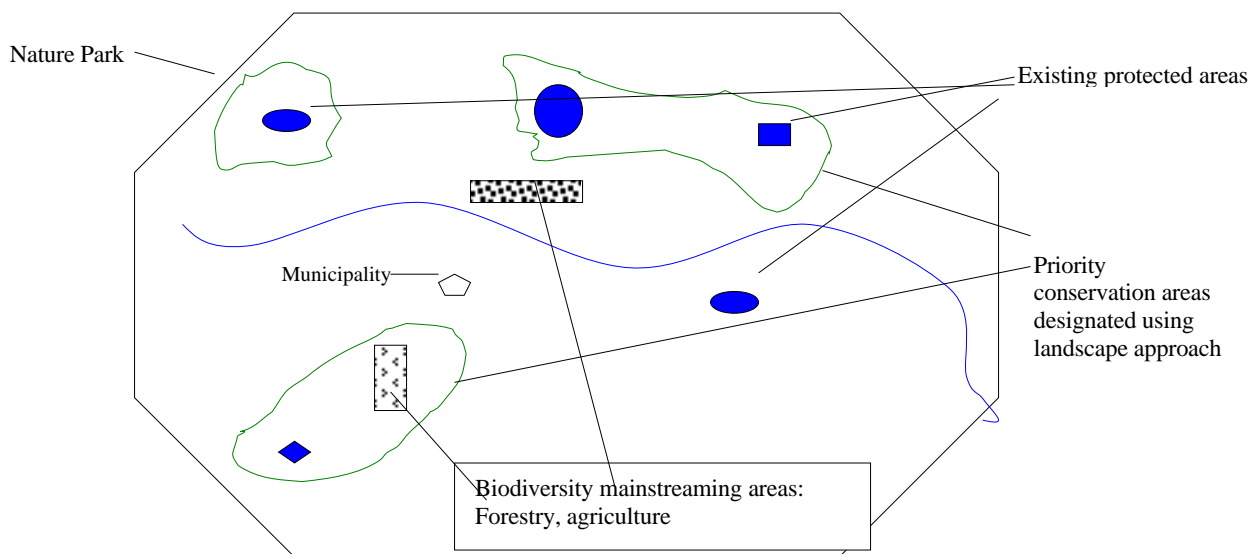 Nature Park
Existing protected areas
Municipality
Priority
conservation areas
designated using
landscape approach
Biodiversity mainstreaming areas:
Forestry, agriculture